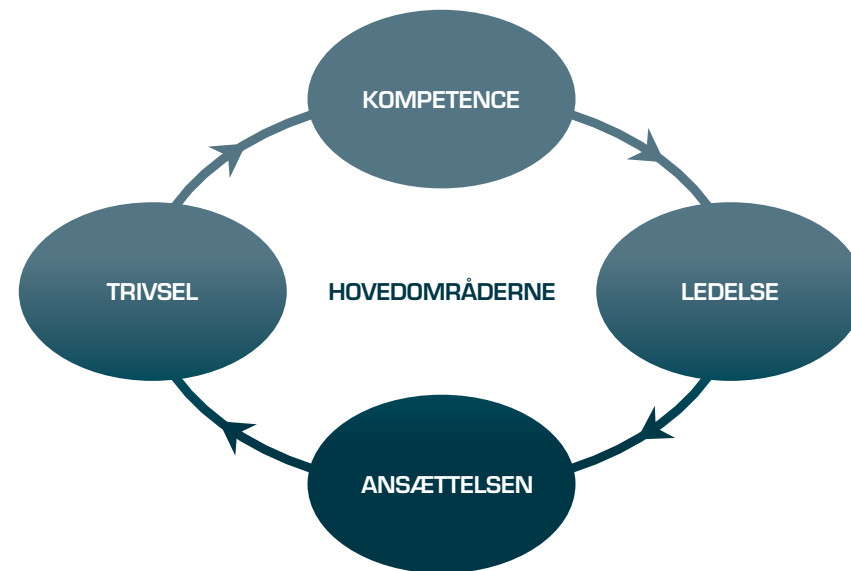 KOMPETENCE
TRIVSEL
HOVEDOMRÅDERNE
LEDELSE
ANSÆTTELSEN